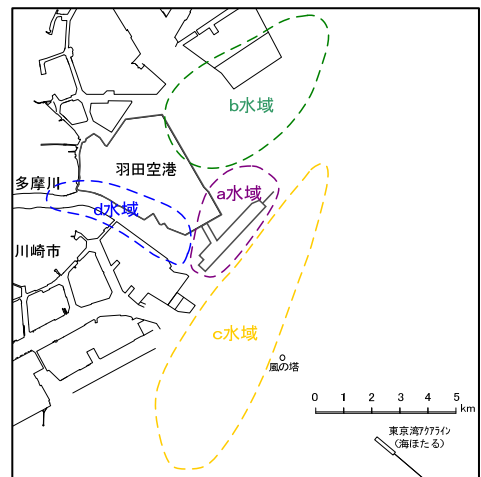 b水域
羽田空港
多摩川
a水域
d水域
川崎市
c水域
風の塔
0 1 2 3 4 5
km
東京湾アクアライン
(海ほたる)